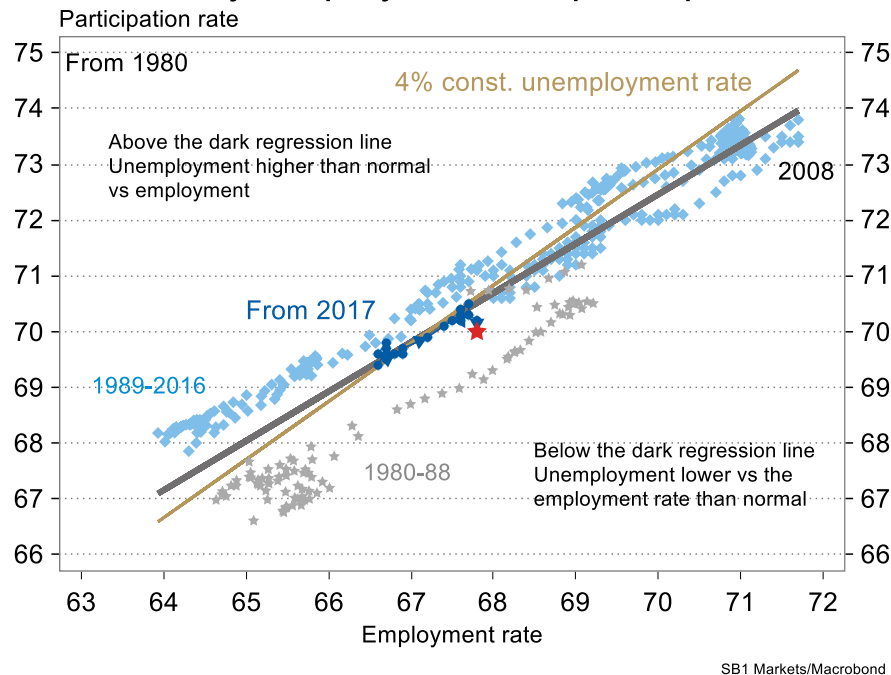 Participation rate
From 1980
4% const. unemployment rate
Above the dark regression line
Unemployment higher than normal
vs employment
2008
From 2017
1989-2016
1980-88
Below the dark regression line
Unemployment lower vs the
employment rate than normal
75 75
74 74
73 73
72 72
71 71
70 70
69 69
68 68
67 67
66 66
63 64 65 66 67 68 69 70 71 72
Employment rate
SB1 Markets/Macrobond